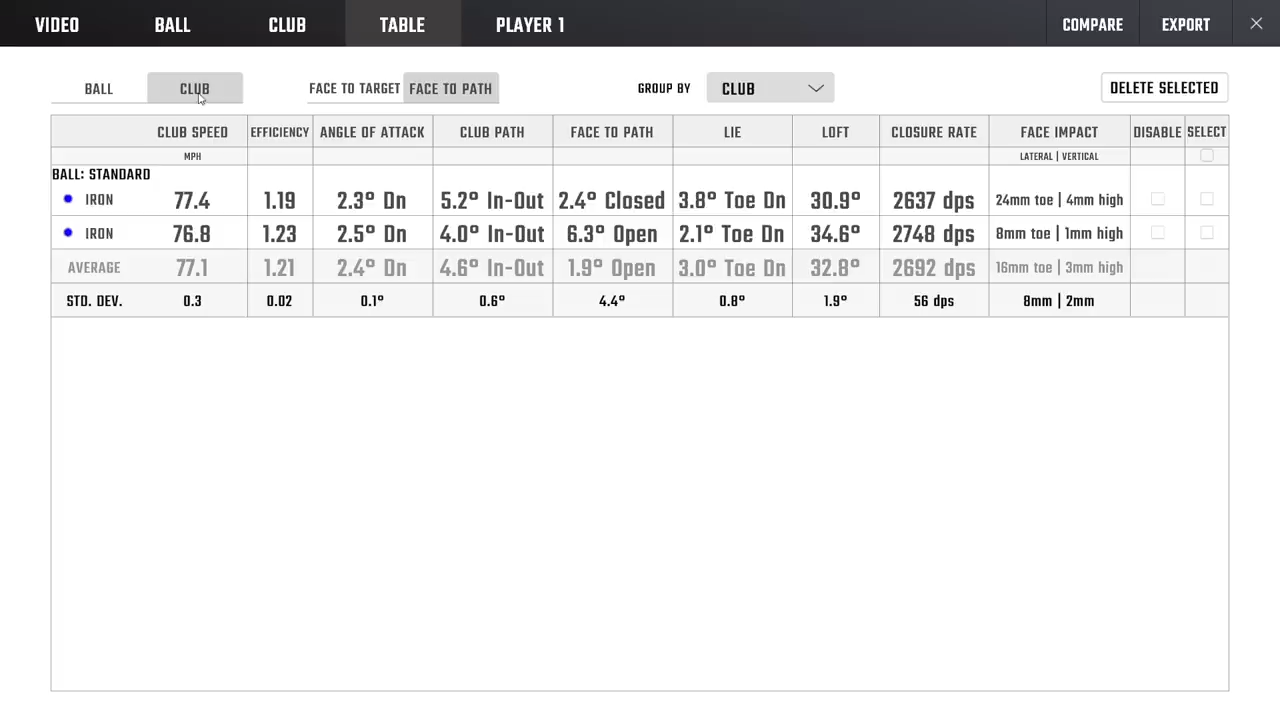 VIDEO BALL CLUB TABLE PLAYER 1 COMPARE EXPORT
BALL CLUB FACE TO TARGET FACE TO PATH GROUP BY CLUB DELETE SELECTED
CLUB SPEED EFFICIENCY ANGLE OF ATTACK CLUB PATH FACE TO PATH LIE LOFT CLOSURE RATE FACE IMPACT DISABLE SELECT
MPH LATERAL | VERTICAL
BALL: STANDARD
IRON 77.4 1.19 2.3° Dn 5.2° In-Out 2.4° Closed 3.8° Toe Dn 30.9° 2637 dps 24mm toe | 4mm high
IRON 76.8 1.23 2.5° Dn 4.0° In-Out 6.3° Open 2.1° Toe Dn 34.6° 2748 dps 8mm toe | 1mm high
AVERAGE 77.1 1.21 2.4° Dn 4.6° In-Out 1.9° Open 3.0° Toe Dn 32.8° 2692 dps 16mm toe | 3mm high
STD. DEV. 0.3 0.02 0.1° 0.6° 4.4° 0.8° 1.9° 56 dps 8mm | 2mm